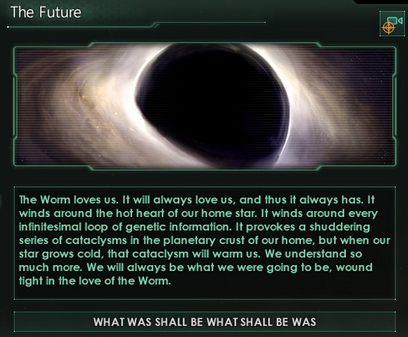 The Future
The Worm loves us. It will always love us, and thus it always has. It
winds around the hot heart of our home star. It winds around every
infinitesimal loop of genetic information. It provokes a shuddering
series of cataclysms in the planetary crust of our home, but when our
star grows cold, that cataclysm will warm us. We understand so
much more. We will always be what we were going to be, wound
tight in the love of the Worm.
WHAT WAS SHALL BE WHAT SHALL BE WAS